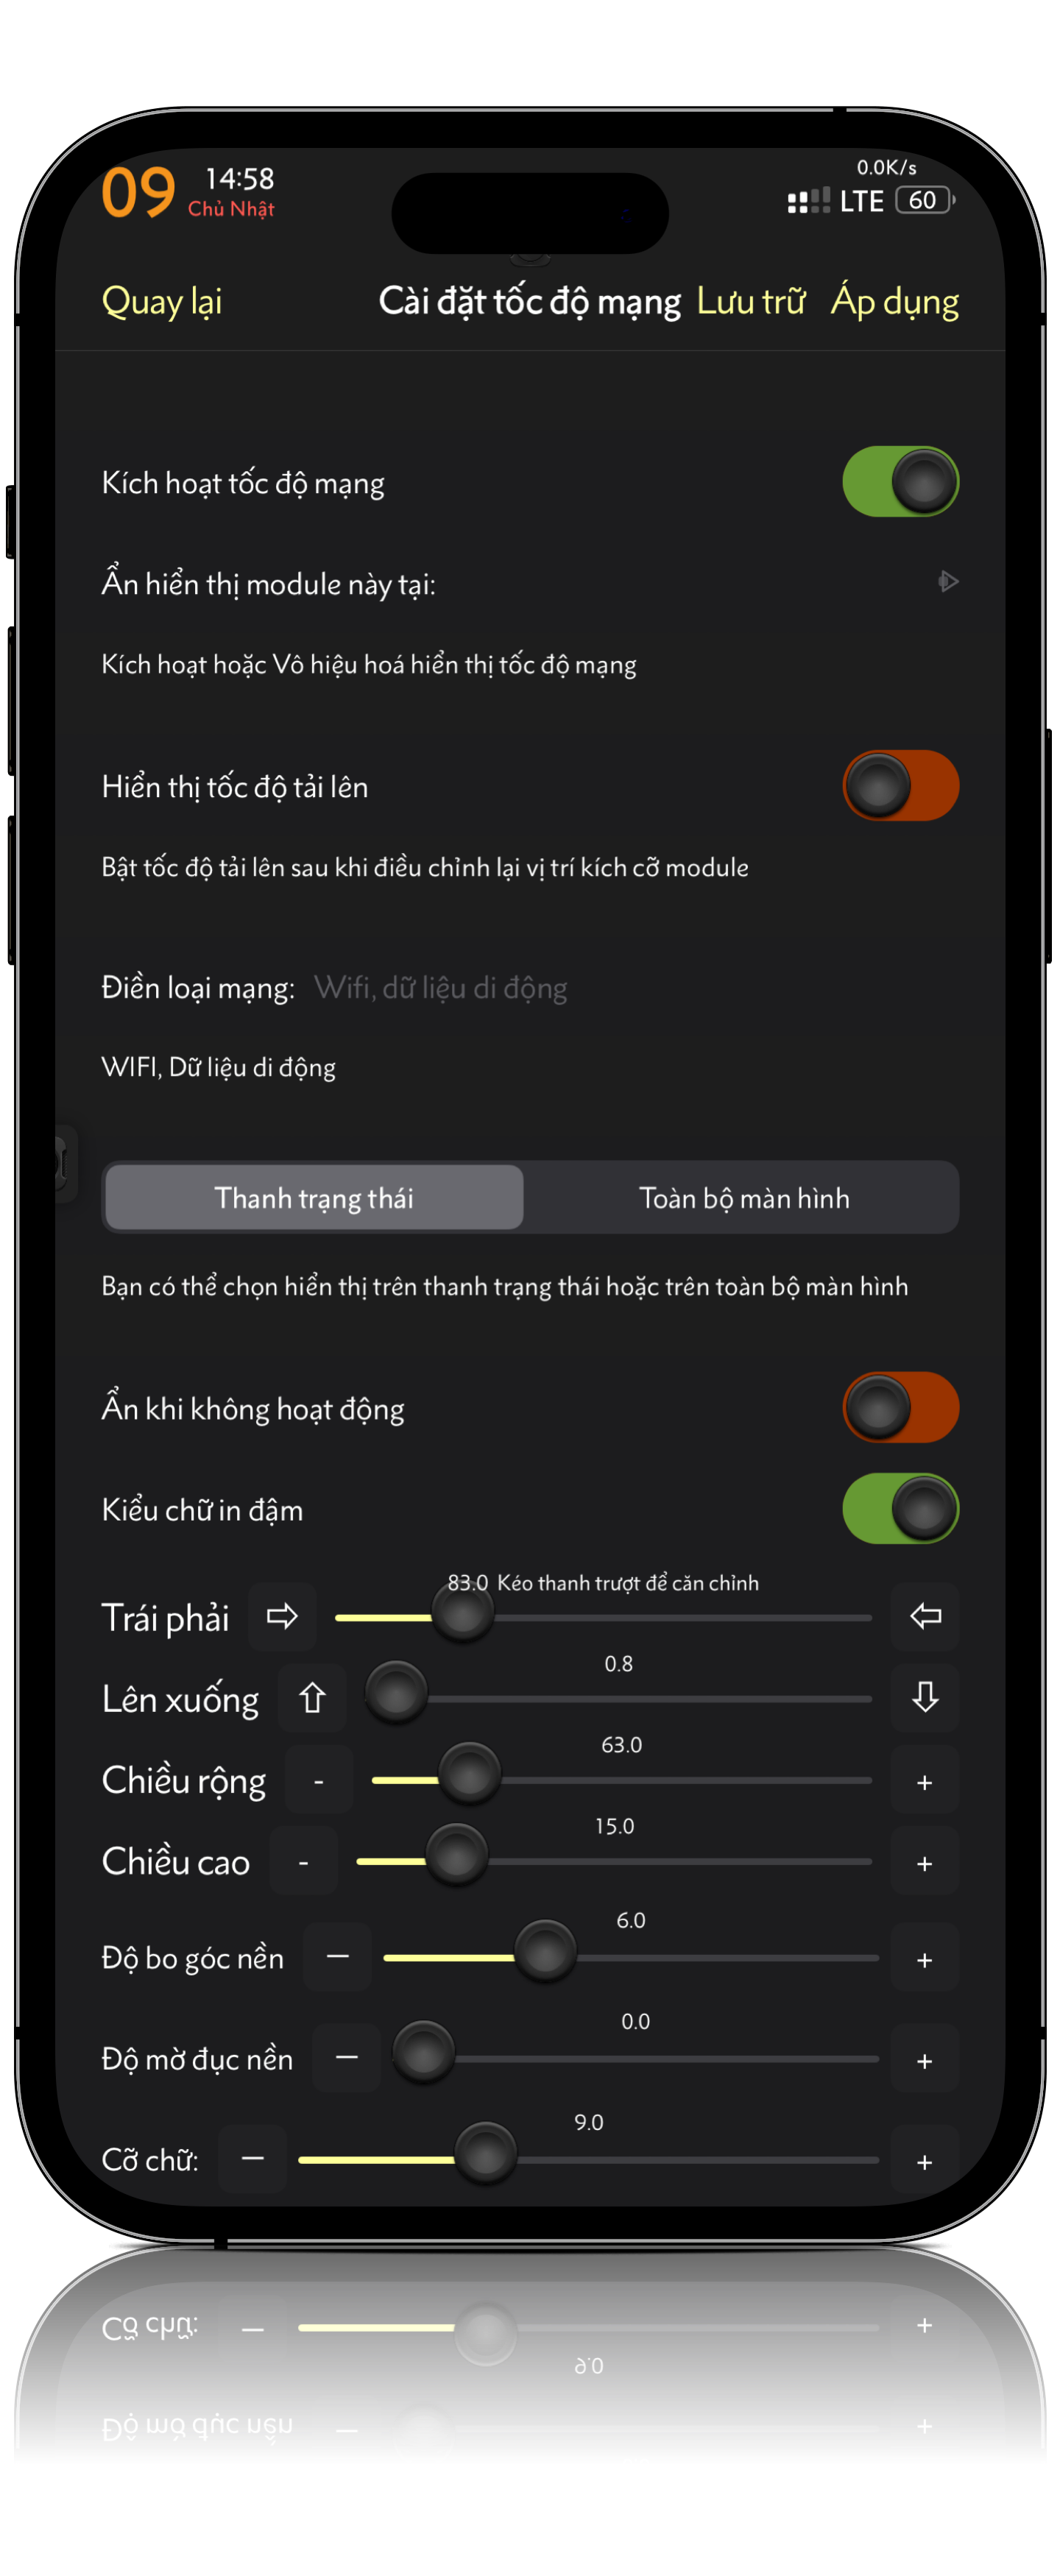 09 14:58
Chủ Nhật
0.0K/s
LTE 60
Quay lại Cài đặt tốc độ mạng Lưu trữ Áp dụng
Kích hoạt tốc độ mạng
Ẩn hiển thị module này tại:
Kích hoạt hoặc Vô hiệu hoá hiển thị tốc độ mạng
Hiển thị tốc độ tải lên
Bật tốc độ tải lên sau khi điều chỉnh lại vị trí kích cỡ module
Điền loại mạng: Wifi, dữ liệu di động
WIFI, Dữ liệu di động
Thanh trạng thái Toàn bộ màn hình
Bạn có thể chọn hiển thị trên thanh trạng thái hoặc trên toàn bộ màn hình
Ẩn khi không hoạt động
Kiểu chữ in đậm
83.0 Kéo thanh trượt để căn chỉnh
Trái phải
0.8
Lên xuống
63.0
Chiều rộng - +
15.0
Chiều cao - +
6.0
Độ bo góc nền — +
0.0
Độ mờ đục nền — +
9.0
Cỡ chữ: — +